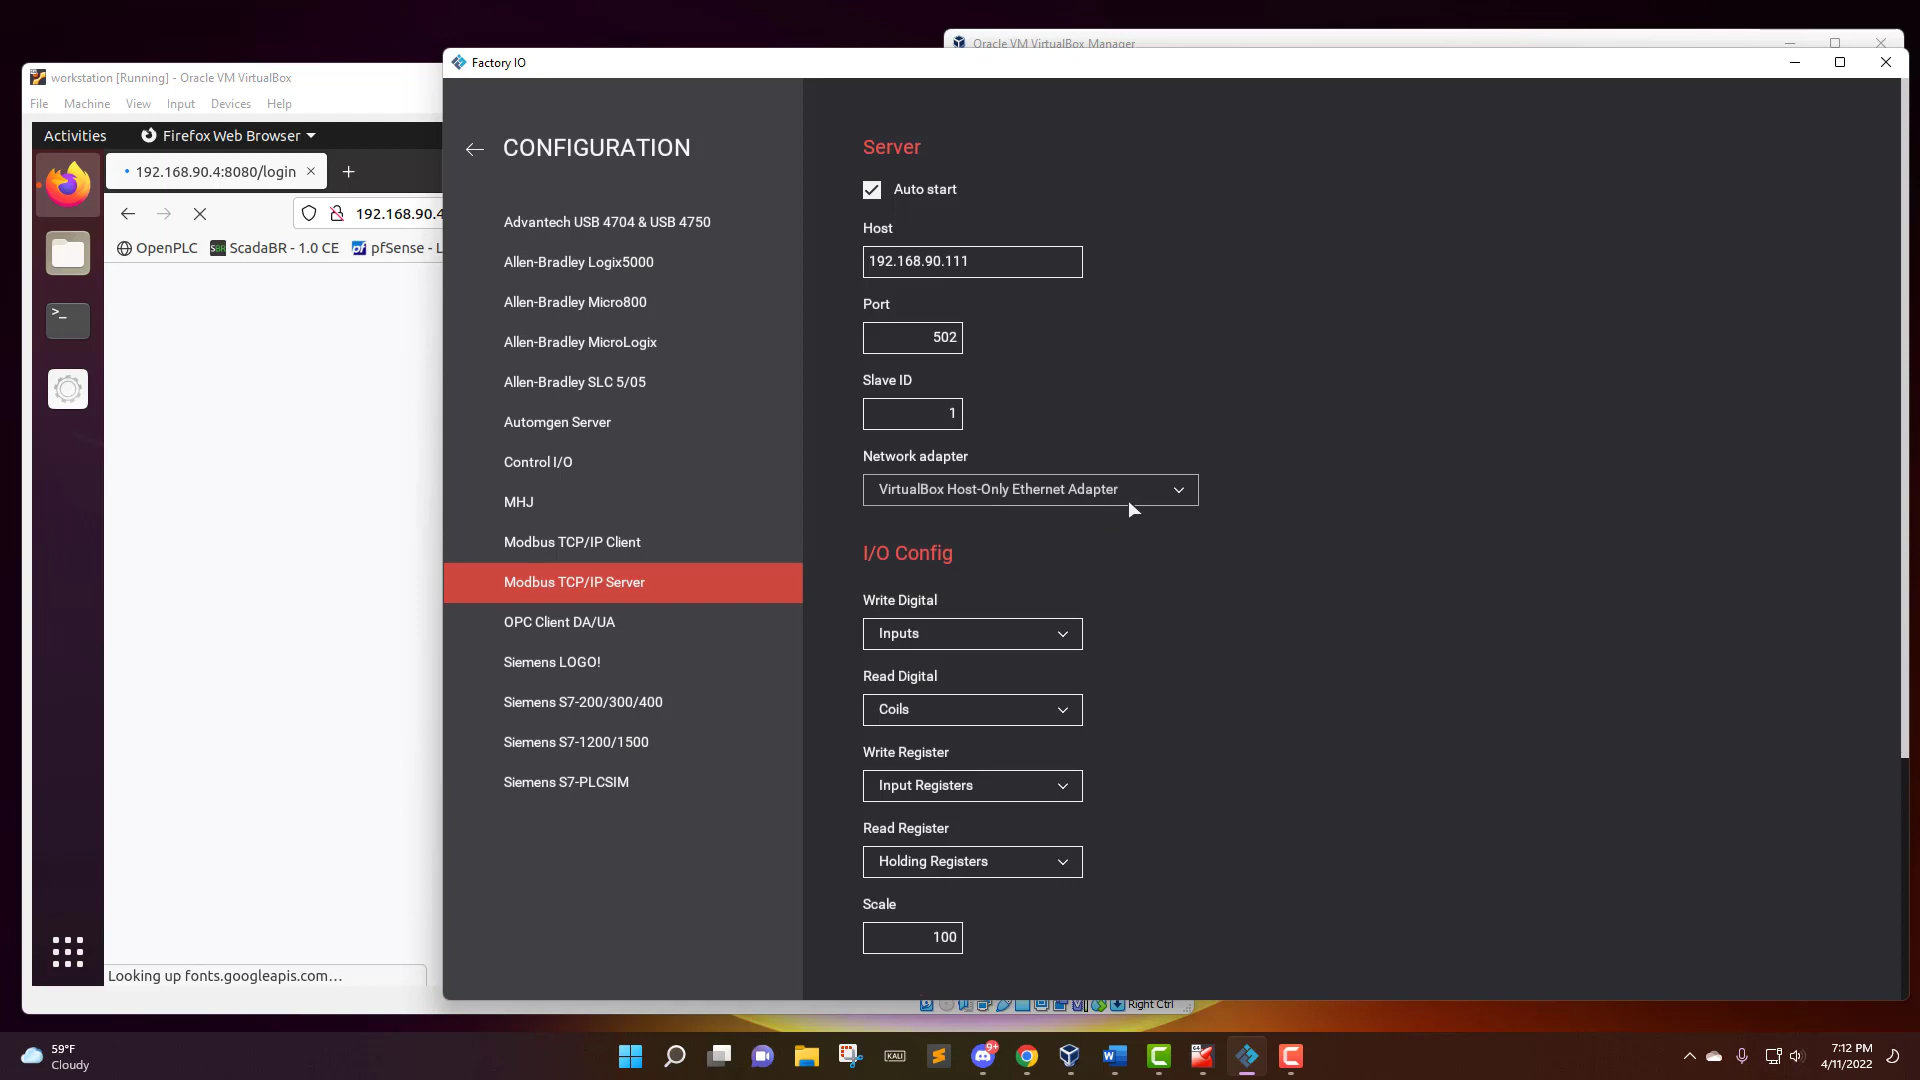 Oracle VM VirtualBox Manager
Factory IO
workstation [Running] - Oracle VM VirtualBox
File Machine View Input Devices Help
Activities
Firefox Web Browser
192.168.90.4:8080/login
192.168.90.4
OpenPLC
ScadaBR - 1.0 CE
pfSense - L
Looking up fonts.googleapis.com…
CONFIGURATION
Advantech USB 4704 & USB 4750
Allen-Bradley Logix5000
Allen-Bradley Micro800
Allen-Bradley MicroLogix
Allen-Bradley SLC 5/05
Automgen Server
Control I/O
MHJ
Modbus TCP/IP Client
Modbus TCP/IP Server
OPC Client DA/UA
Siemens LOGO!
Siemens S7-200/300/400
Siemens S7-1200/1500
Siemens S7-PLCSIM
Server
Auto start
Host
192.168.90.111
Port
502
Slave ID
1
Network adapter
VirtualBox Host-Only Ethernet Adapter
I/O Config
Write Digital
Inputs
Read Digital
Coils
Write Register
Input Registers
Read Register
Holding Registers
Scale
100
Right Ctrl
59°F
Cloudy
KALI
9+
7:12 PM
4/11/2022